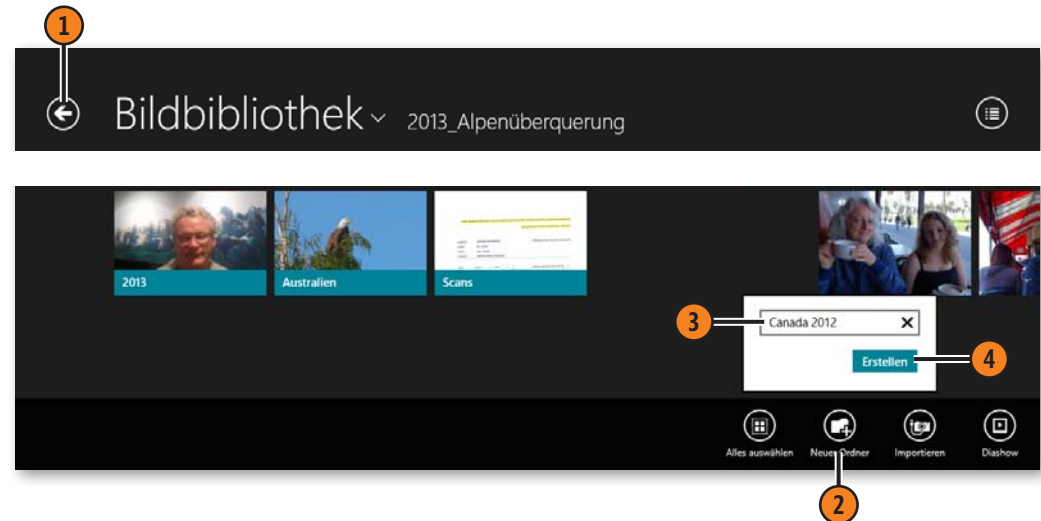 1
Bildbibliothek 2013_Alpenüberquerung
2013
Australien
Scans
3
Canada 2012
Erstellen
4
Alles auswählen
Neuer Ordner
Importieren
Diashow
2